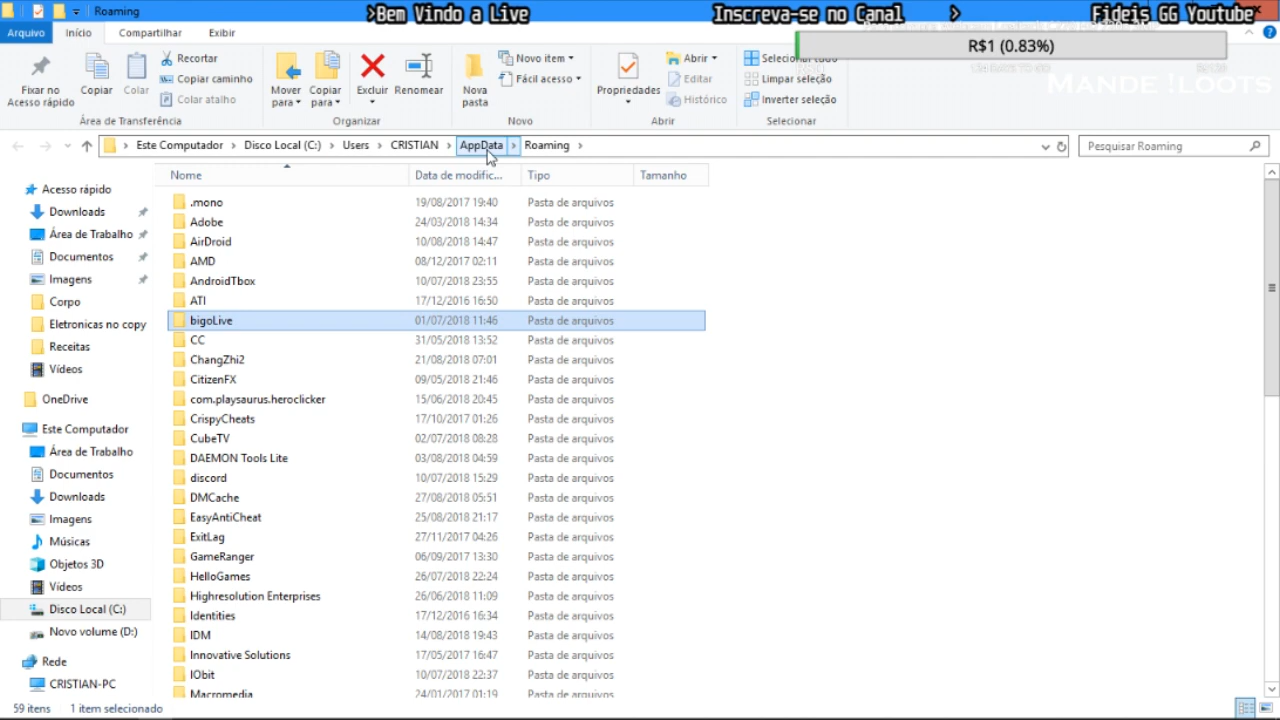 Roaming
>Bem Vindo a Live
Inscreva-se no Canal
>
Fideis GG Youtube
Arquivo
Início
Compartilhar
Exibir
R$1 (0.83%)
MANDE !LOOTS
Fixar no
Acesso rápido
Copiar
Colar
Recortar
Copiar caminho
Colar atalho
Área de Transferência
Mover
para
Copiar
para
Excluir
Renomear
Organizar
Nova
pasta
Novo item
Fácil acesso
Novo
Propriedades
Abrir
Editar
Histórico
Abrir
Selecionar tudo
Limpar seleção
Inverter seleção
Selecionar
Este Computador > Disco Local (C:) > Users > CRISTIAN > AppData > Roaming >
Pesquisar Roaming
Nome Data de modific... Tipo Tamanho
Acesso rápido
Downloads
Área de Trabalho
Documentos
Imagens
Corpo
Eletronicas no copy
Receitas
Vídeos
OneDrive
Este Computador
Área de Trabalho
Documentos
Downloads
Imagens
Músicas
Objetos 3D
Vídeos
Disco Local (C:)
Novo volume (D:)
Rede
CRISTIAN-PC
.mono 19/08/2017 19:40 Pasta de arquivos
Adobe 24/03/2018 14:34 Pasta de arquivos
AirDroid 10/08/2018 14:47 Pasta de arquivos
AMD 08/12/2017 02:11 Pasta de arquivos
AndroidTbox 10/07/2018 23:55 Pasta de arquivos
ATI 17/12/2016 16:50 Pasta de arquivos
bigoLive 01/07/2018 11:46 Pasta de arquivos
CC 31/05/2018 13:52 Pasta de arquivos
ChangZhi2 21/08/2018 07:01 Pasta de arquivos
CitizenFX 09/05/2018 21:46 Pasta de arquivos
com.playsaurus.heroclicker 15/06/2018 20:45 Pasta de arquivos
CrispyCheats 17/10/2017 01:26 Pasta de arquivos
CubeTV 02/07/2018 08:28 Pasta de arquivos
DAEMON Tools Lite 03/08/2018 04:59 Pasta de arquivos
discord 10/07/2018 15:29 Pasta de arquivos
DMCache 27/08/2018 05:51 Pasta de arquivos
EasyAntiCheat 25/08/2018 21:17 Pasta de arquivos
ExitLag 27/11/2017 04:26 Pasta de arquivos
GameRanger 06/09/2017 13:30 Pasta de arquivos
HelloGames 26/07/2018 22:24 Pasta de arquivos
Highresolution Enterprises 26/06/2018 11:09 Pasta de arquivos
Identities 17/12/2016 16:34 Pasta de arquivos
IDM 14/08/2018 19:43 Pasta de arquivos
Innovative Solutions 17/05/2017 16:47 Pasta de arquivos
IObit 10/07/2018 22:37 Pasta de arquivos
Macromedia 24/01/2017 01:19 Pasta de arquivos
59 itens 1 item selecionado